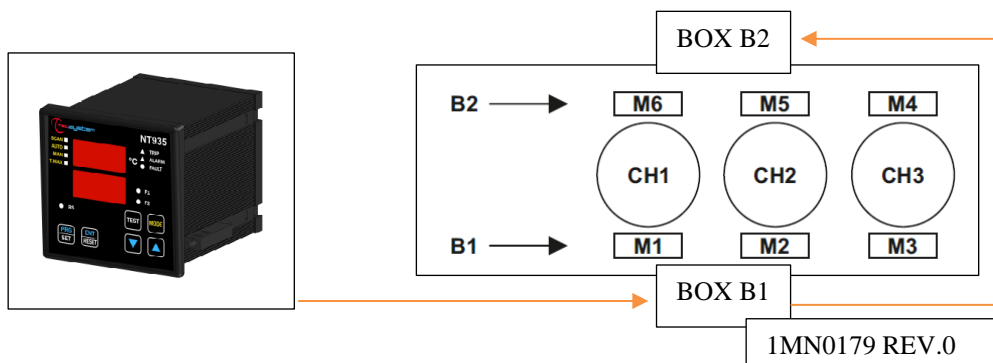 BOX B2
B2
M6 M5 M4
CH1 CH2 CH3
B1
M1 M2 M3
BOX B1
1MN0179 REV.0
system
NT935
SCAN
AUTO
MAN
T.MAX
°C
TRIP
ALARM
FAULT
F1
F2
TEST
MODE
PRG
SET
ENT
RESET